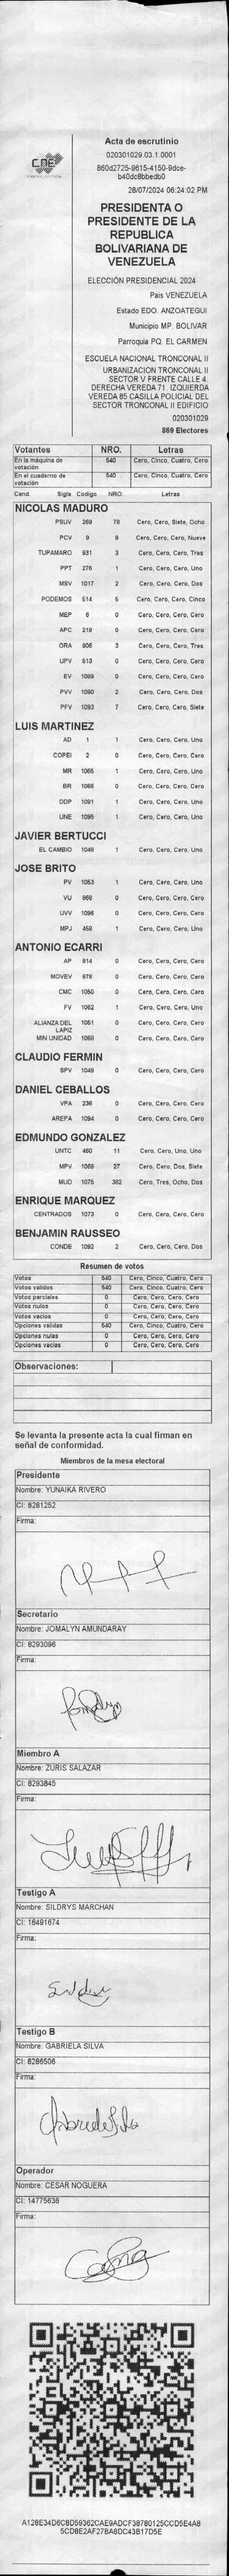 CNE
Acta de escrutinio
020301029.03.1.0001
860d2725-9615-4150-9dce-
b40dc8bbedb0
28/07/2024 06:24:02 PM
PRESIDENTA O
PRESIDENTE DE LA
REPUBLICA
BOLIVARIANA DE
VENEZUELA
ELECCIÓN PRESIDENCIAL 2024
Pais VENEZUELA
Estado EDO. ANZOATEGUI
Municipio MP. BOLIVAR
Parroquia PQ. EL CARMEN
ESCUELA NACIONAL TRONCONAL II
URBANIZACION TRONCONAL II
SECTOR V FRENTE CALLE 4.
DERECHA VEREDA 71. IZQUIERDA
VEREDA 85 CASILLA POLICIAL DEL
SECTOR TRONCONAL II EDIFICIO
020301029
869 Electores
Votantes NRO. Letras
En la máquina de votación 540 Cero, Cinco, Cuatro, Cero
En el cuaderno de votación 540 Cero, Cinco, Cuatro, Cero
Cand. Sigla Código NRO. Letras
NICOLAS MADURO
PSUV 269 78 Cero, Cero, Siete, Ocho
PCV 9 9 Cero, Cero, Cero, Nueve
TUPAMARO 931 3 Cero, Cero, Cero, Tres
PPT 276 1 Cero, Cero, Cero, Uno
MSV 1017 2 Cero, Cero, Cero, Dos
PODEMOS 514 5 Cero, Cero, Cero, Cinco
MEP 6 0 Cero, Cero, Cero, Cero
APC 219 0 Cero, Cero, Cero, Cero
ORA 906 3 Cero, Cero, Cero, Tres
UPV 513 0 Cero, Cero, Cero, Cero
EV 1089 0 Cero, Cero, Cero, Cero
PVV 1090 2 Cero, Cero, Cero, Dos
PFV 1093 7 Cero, Cero, Cero, Siete
LUIS MARTINEZ
AD 1 1 Cero, Cero, Cero, Uno
COPEI 2 0 Cero, Cero, Cero, Cero
MR 1065 1 Cero, Cero, Cero, Uno
BR 1066 0 Cero, Cero, Cero, Cero
DDP 1091 1 Cero, Cero, Cero, Uno
UNE 1095 1 Cero, Cero, Cero, Uno
JAVIER BERTUCCI
EL CAMBIO 1048 1 Cero, Cero, Cero, Uno
JOSE BRITO
PV 1053 1 Cero, Cero, Cero, Uno
VU 968 0 Cero, Cero, Cero, Cero
UVV 1096 0 Cero, Cero, Cero, Cero
MPJ 458 1 Cero, Cero, Cero, Uno
ANTONIO ECARRI
AP 814 0 Cero, Cero, Cero, Cero
MOVEV 878 0 Cero, Cero, Cero, Cero
CMC 1050 0 Cero, Cero, Cero, Cero
FV 1062 1 Cero, Cero, Cero, Uno
ALIANZA DEL LAPIZ 1051 0 Cero, Cero, Cero, Cero
MIN UNIDAD 1068 0 Cero, Cero, Cero, Cero
CLAUDIO FERMIN
SPV 1049 0 Cero, Cero, Cero, Cero
DANIEL CEBALLOS
VPA 236 0 Cero, Cero, Cero, Cero
AREPA 1094 0 Cero, Cero, Cero, Cero
EDMUNDO GONZALEZ
UNTC 460 11 Cero, Cero, Uno, Uno
MPV 1059 27 Cero, Cero, Dos, Siete
MUD 1075 382 Cero, Tres, Ocho, Dos
ENRIQUE MARQUEZ
CENTRADOS 1073 0 Cero, Cero, Cero, Cero
BENJAMIN RAUSSEO
CONDE 1092 2 Cero, Cero, Cero, Dos
Resumen de votos
Votos 540 Cero, Cinco, Cuatro, Cero
Votos validos 540 Cero, Cinco, Cuatro, Cero
Votos parciales 0 Cero, Cero, Cero, Cero
Votos nulos 0 Cero, Cero, Cero, Cero
Votos vacios 0 Cero, Cero, Cero, Cero
Opciones validas 540 Cero, Cinco, Cuatro, Cero
Opciones nulas 0 Cero, Cero, Cero, Cero
Opciones vacias 0 Cero, Cero, Cero, Cero
Observaciones:
Se levanta la presente acta la cual firman en
señal de conformidad.
Miembros de la mesa electoral
Presidente
Nombre: YUNAIKA RIVERO
CI: 8281252
Firma:
Secretario
Nombre: JOMALYN AMUNDARAY
CI: 8293096
Firma:
Miembro A
Nombre: ZURIS SALAZAR
CI: 8293845
Firma:
Testigo A
Nombre: SILDRYS MARCHAN
CI: 16491674
Firma:
Testigo B
Nombre: GABRIELA SILVA
CI: 8286506
Firma:
Operador
Nombre: CESAR NOGUERA
CI: 14775636
Firma:
A128E34D6C8D59362CAE9ADCF38780125CCD5E4A8
5CD8E2AF27BA8DC43B17D5E